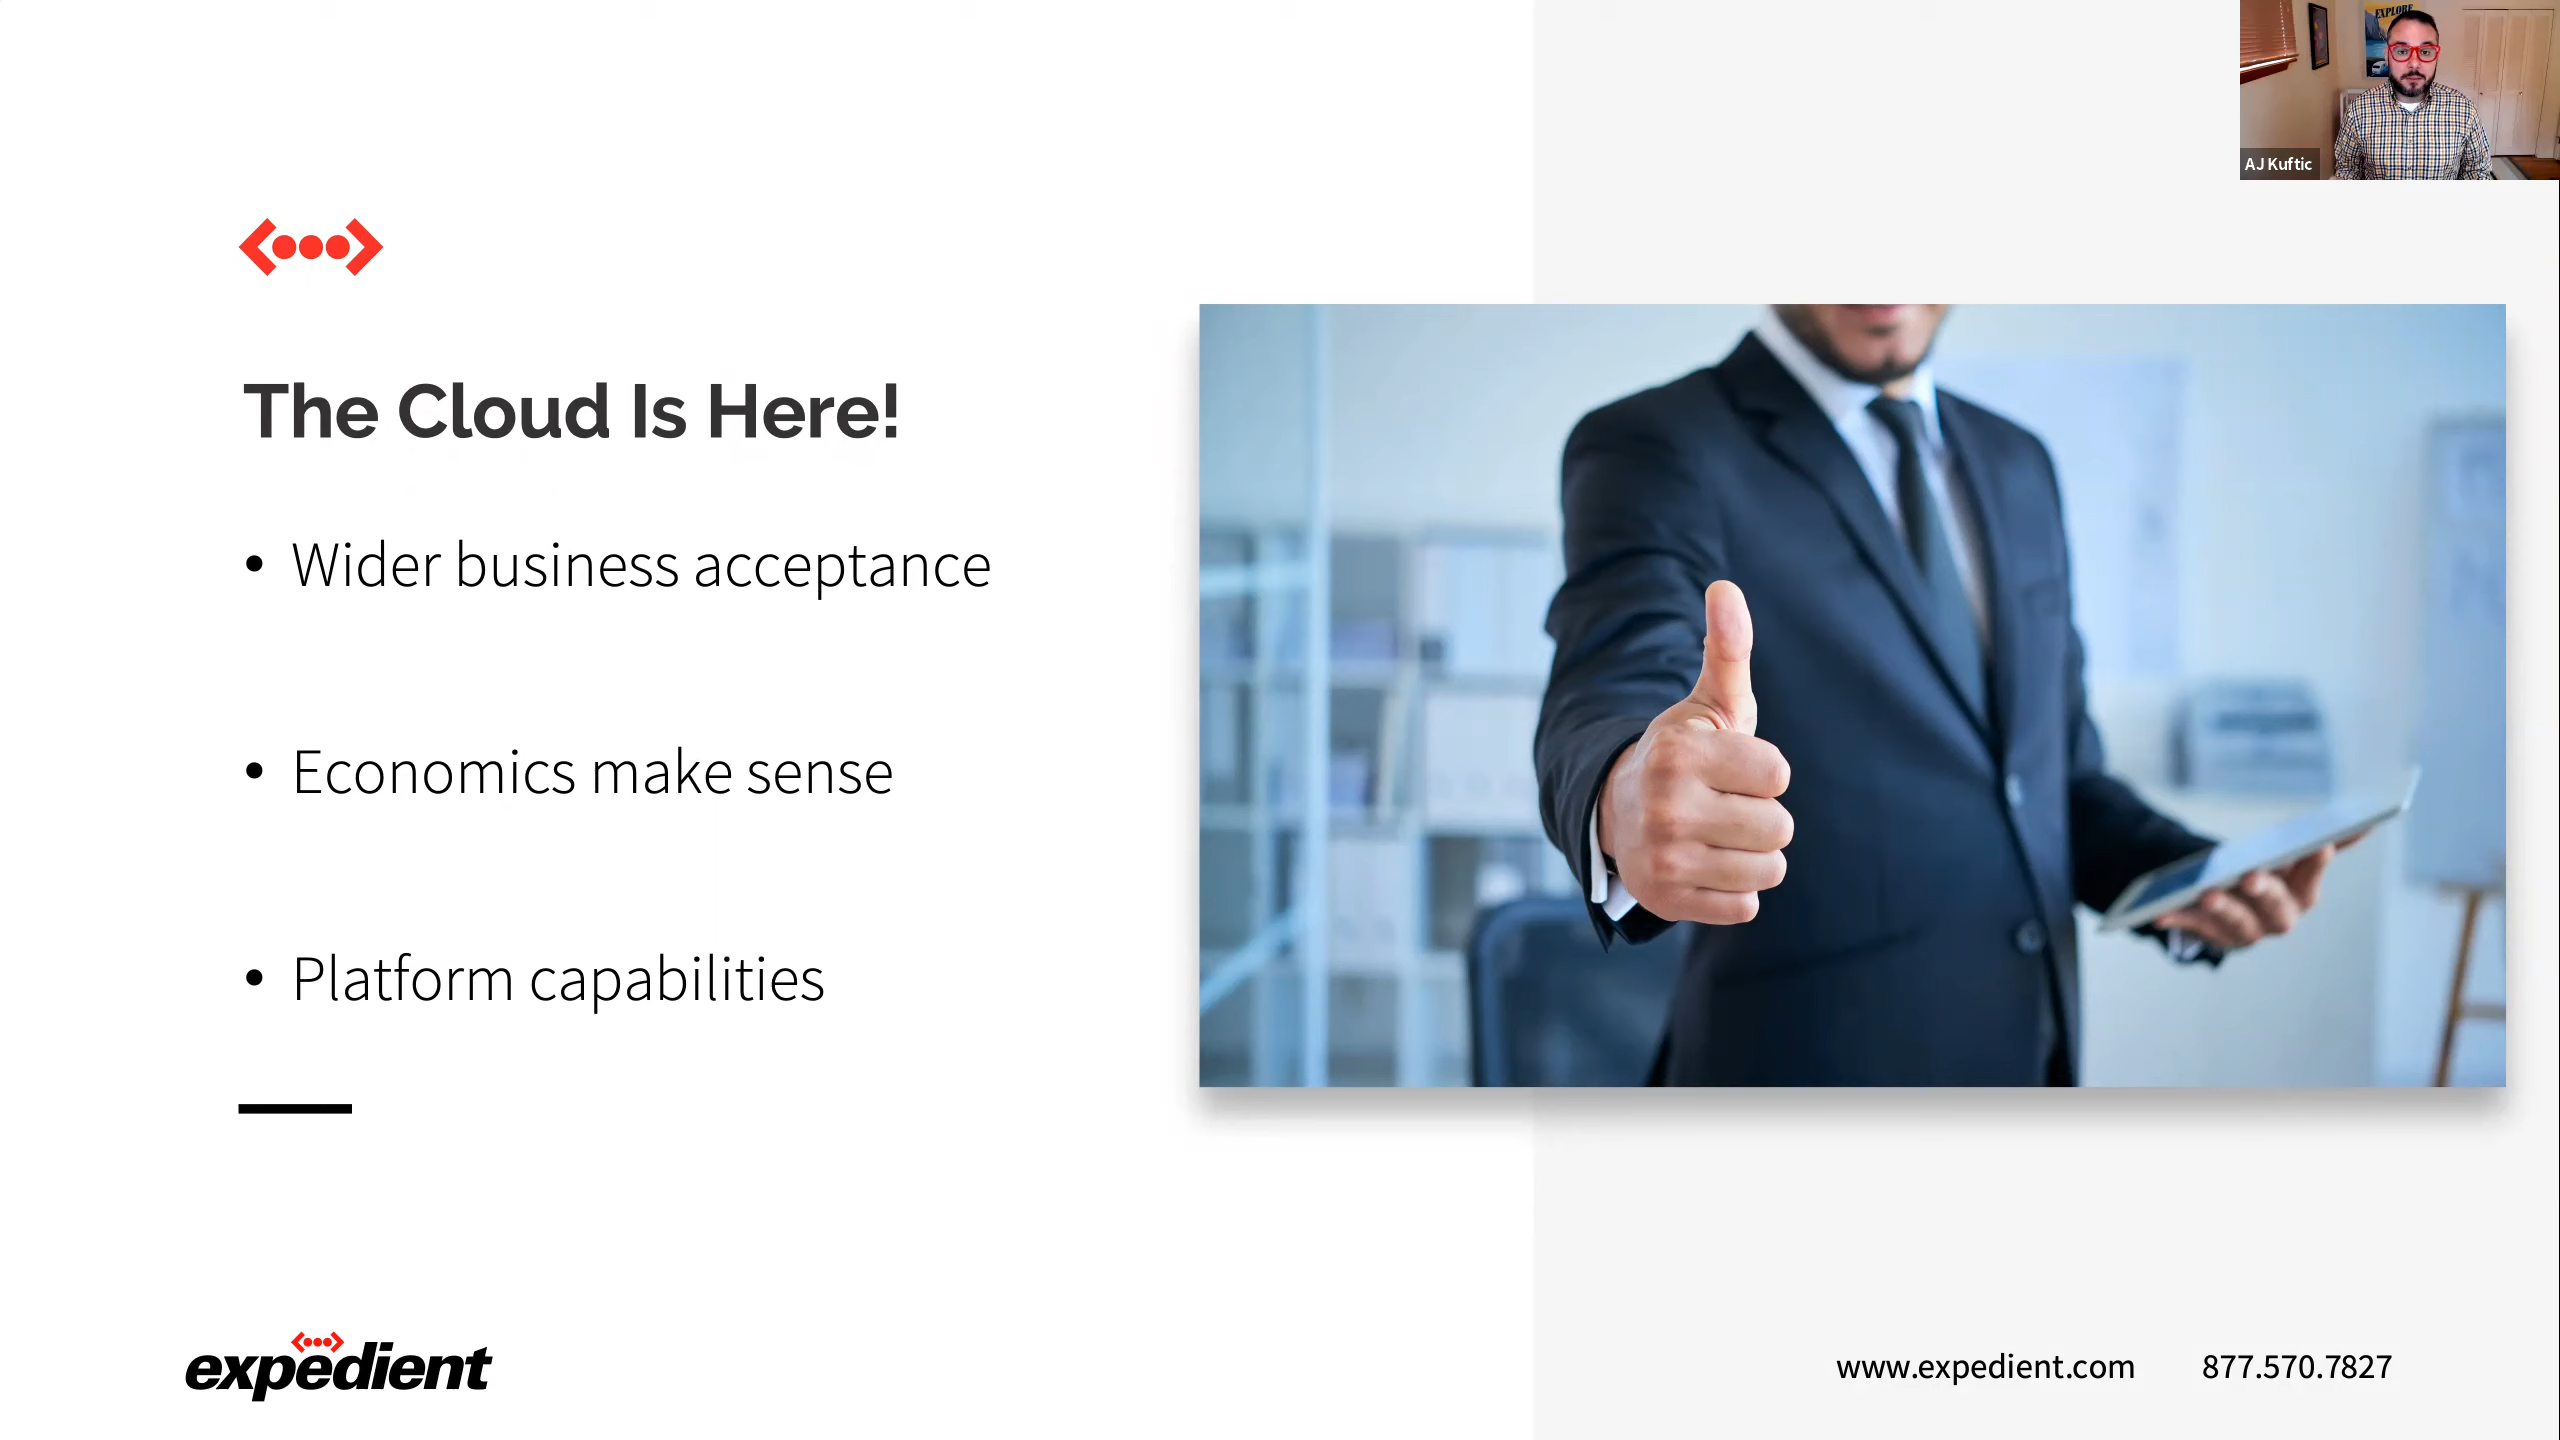 EXPLORE
AJ Kuftic
The Cloud Is Here!
• Wider business acceptance
• Economics make sense
• Platform capabilities
expedient
www.expedient.com
877.570.7827